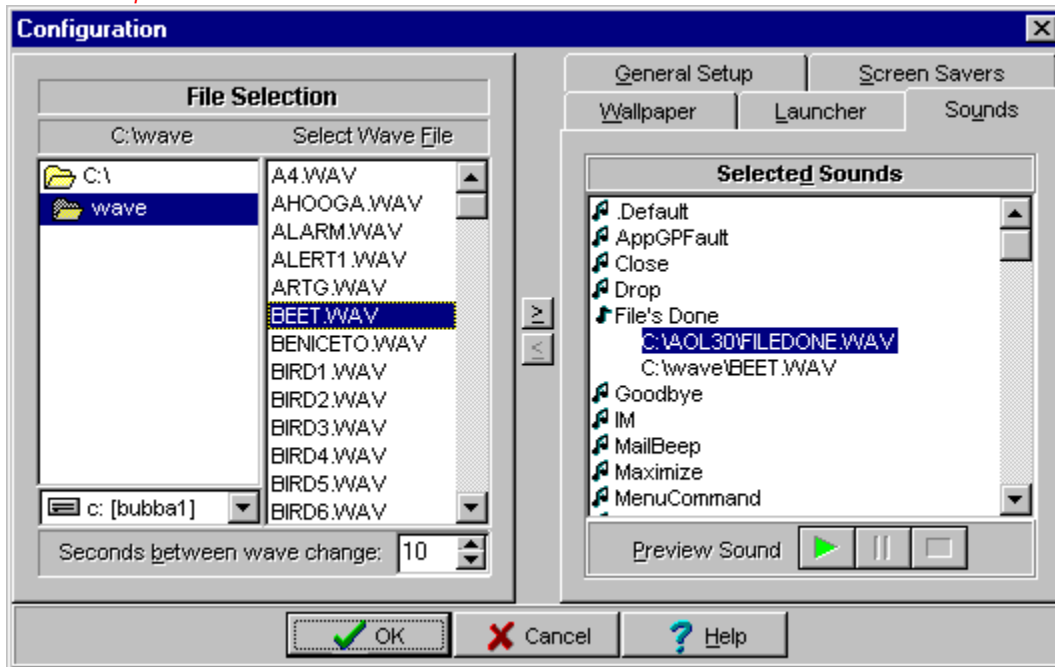 Configuration
File Selection
C:\wave
Select Wave File
C:\
wave
A4.WAV
AHOOGA.WAV
ALARM.WAV
ALERT1.WAV
ARTG.WAV
BEET.WAV
BENICETO.WAV
BIRD1.WAV
BIRD2.WAV
BIRD3.WAV
BIRD4.WAV
BIRD5.WAV
BIRD6.WAV
c: [bubba1]
Seconds between wave change: 10
≥
≤
General Setup
Screen Savers
Wallpaper
Launcher
Sounds
Selected Sounds
.Default
AppGPFault
Close
Drop
File's Done
C:\AOL30\FILEDONE.WAV
C:\wave\BEET.WAV
Goodbye
IM
MailBeep
Maximize
MenuCommand
Preview Sound
OK
Cancel
Help